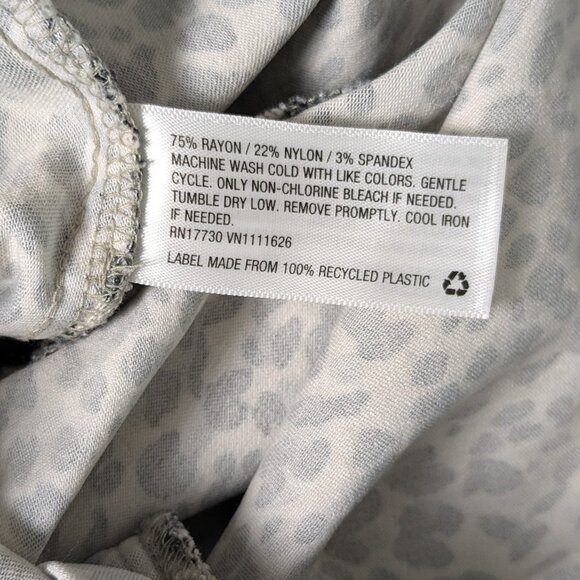 75% RAYON / 22% NYLON / 3% SPANDEX
MACHINE WASH COLD WITH LIKE COLORS. GENTLE
CYCLE. ONLY NON-CHLORINE BLEACH IF NEEDED.
TUMBLE DRY LOW. REMOVE PROMPTLY. COOL IRON
IF NEEDED.
RN17730 VN1111626
LABEL MADE FROM 100% RECYCLED PLASTIC